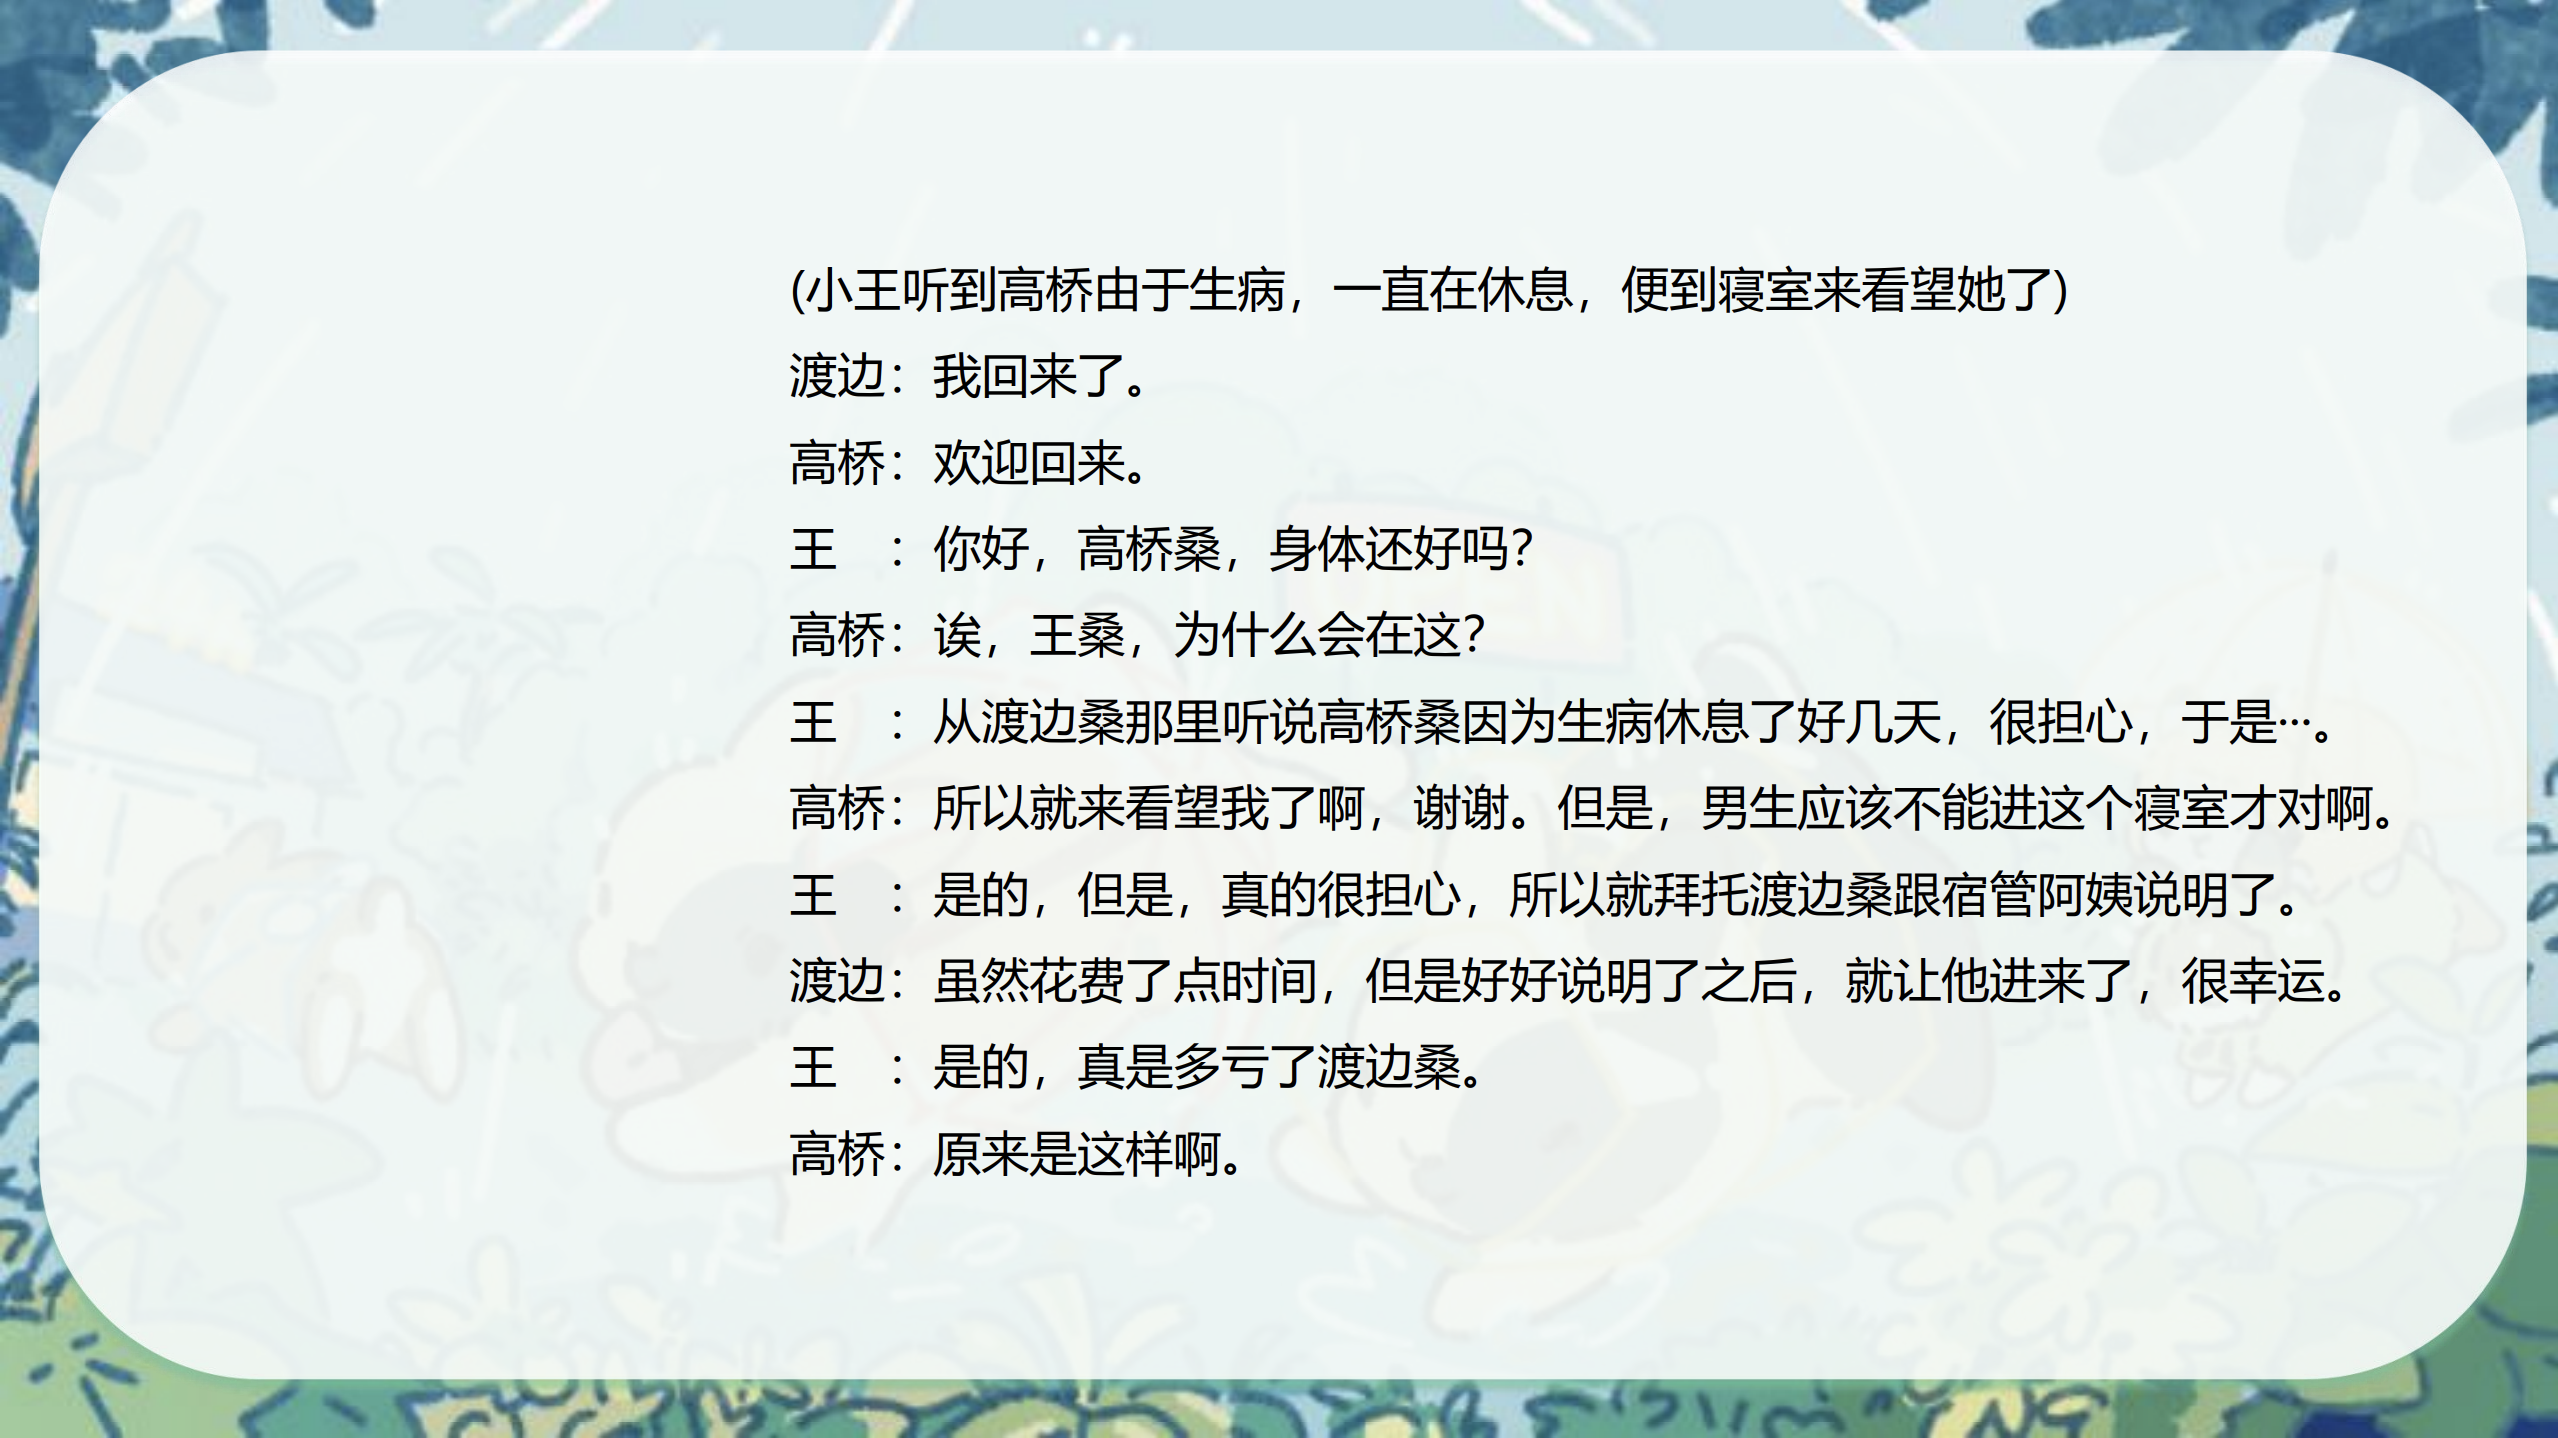 (小王听到高桥由于生病，一直在休息，便到寝室来看望她了)
渡边：我回来了。
高桥：欢迎回来。
王　：你好，高桥桑，身体还好吗？
高桥：诶，王桑，为什么会在这？
王　：从渡边桑那里听说高桥桑因为生病休息了好几天，很担心，于是…。
高桥：所以就来看望我了啊，谢谢。但是，男生应该不能进这个寝室才对啊。
王　：是的，但是，真的很担心，所以就拜托渡边桑跟宿管阿姨说明了。
渡边：虽然花费了点时间，但是好好说明了之后，就让他进来了，很幸运。
王　：是的，真是多亏了渡边桑。
高桥：原来是这样啊。